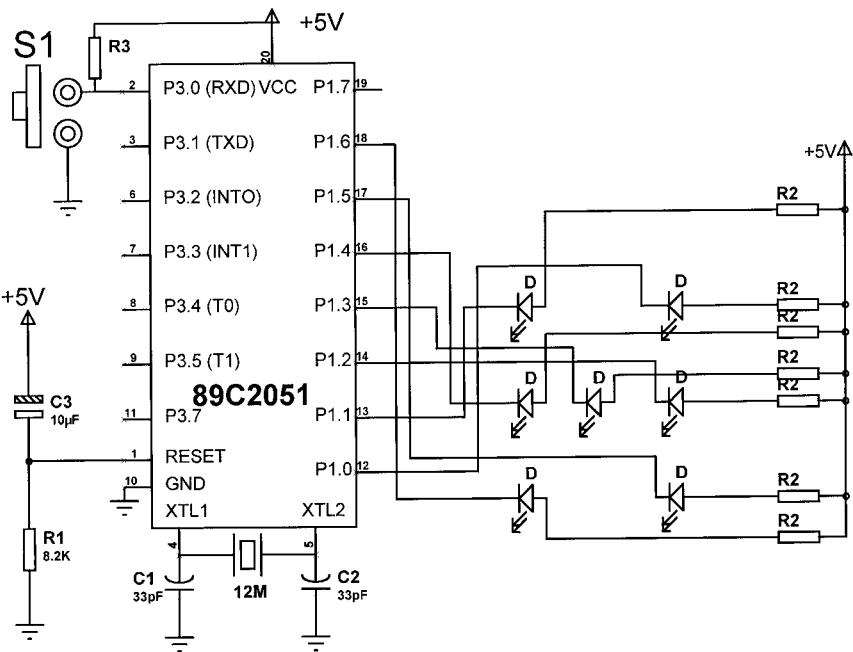 +5V
S1
R3
20
2 P3.0 (RXD) VCC P1.7 19
3 P3.1 (TXD) P1.6 18
+5V
6 P3.2 (INTO) P1.5 17
R2
7 P3.3 (INT1) P1.4 16
D D R2
+5V
8 P3.4 (T0) P1.3 15
R2
9 P3.5 (T1) P1.2 14
R2
D D D R2
89C2051
C3
10µF
11 P3.7 P1.1 13
1 RESET
P1.0 12
D D R2
10 GND
XTL1 XTL2
R2
R1
8.2K
4 5
C1
33pF
12M
C2
33pF